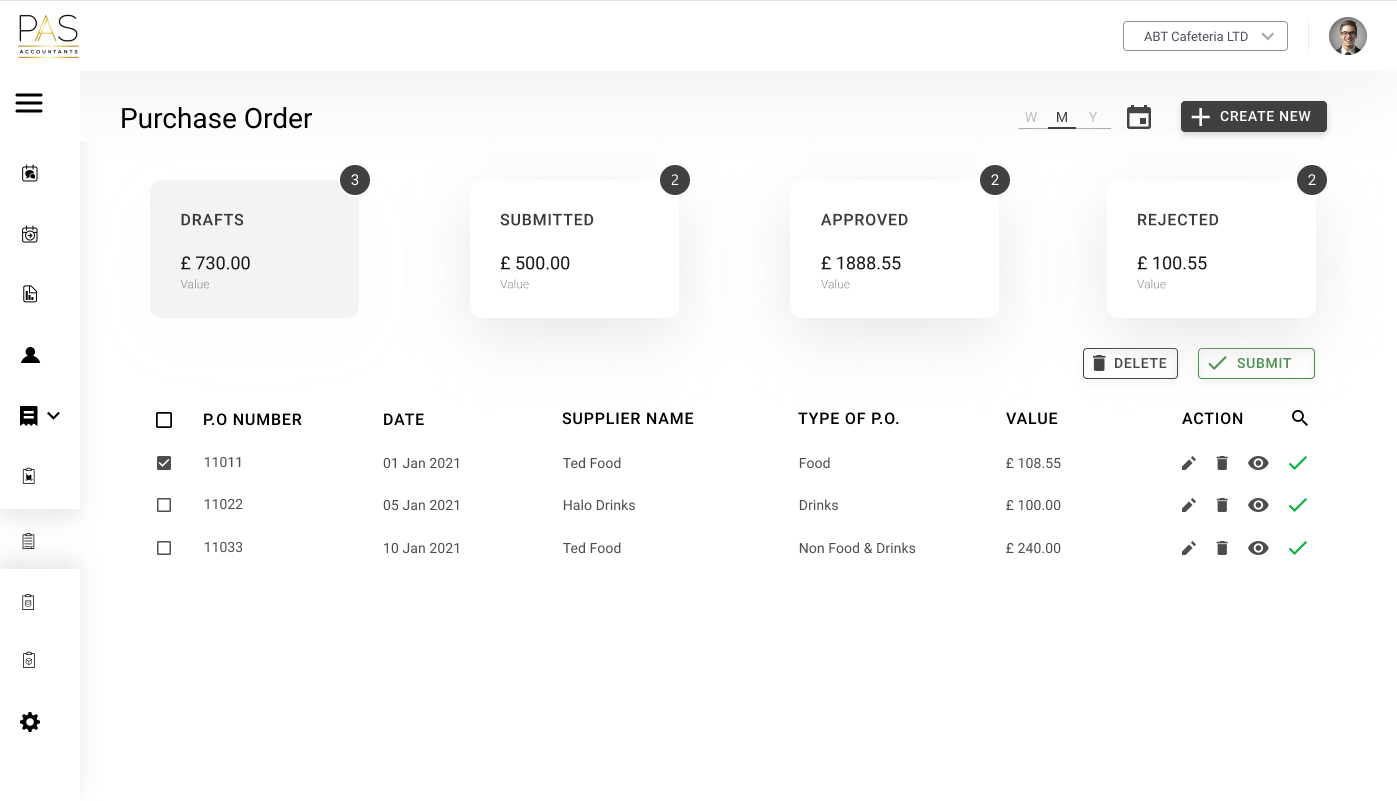 PAS
ACCOUNTANTS
ABT Cafeteria LTD
Purchase Order
W M Y
CREATE NEW
3
DRAFTS
£ 730.00
Value
2
SUBMITTED
£ 500.00
Value
2
APPROVED
£ 1888.55
Value
2
REJECTED
£ 100.55
Value
DELETE
SUBMIT
P.O NUMBER DATE SUPPLIER NAME TYPE OF P.O. VALUE ACTION
11011 01 Jan 2021 Ted Food Food £ 108.55
11022 05 Jan 2021 Halo Drinks Drinks £ 100.00
11033 10 Jan 2021 Ted Food Non Food & Drinks £ 240.00